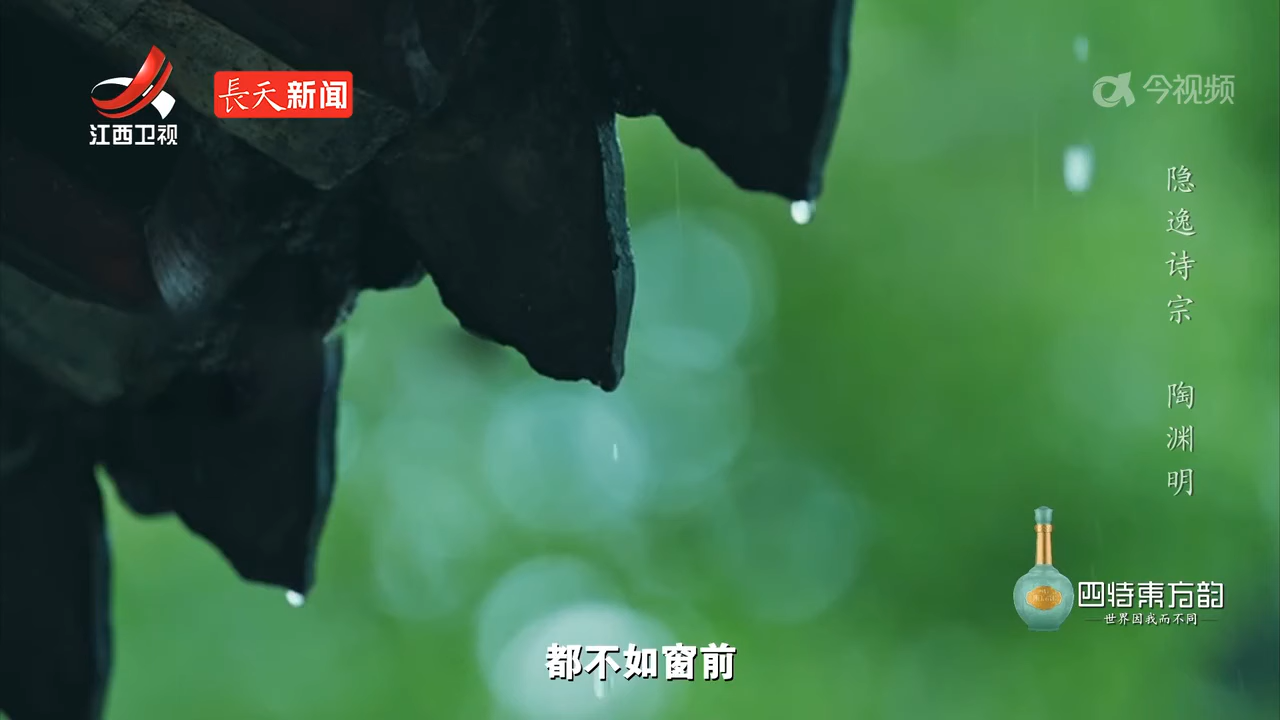 江西卫视
長天新闻
今视频
隐逸诗宗 陶渊明
四特東方韵
世界因我而不同
都不如窗前